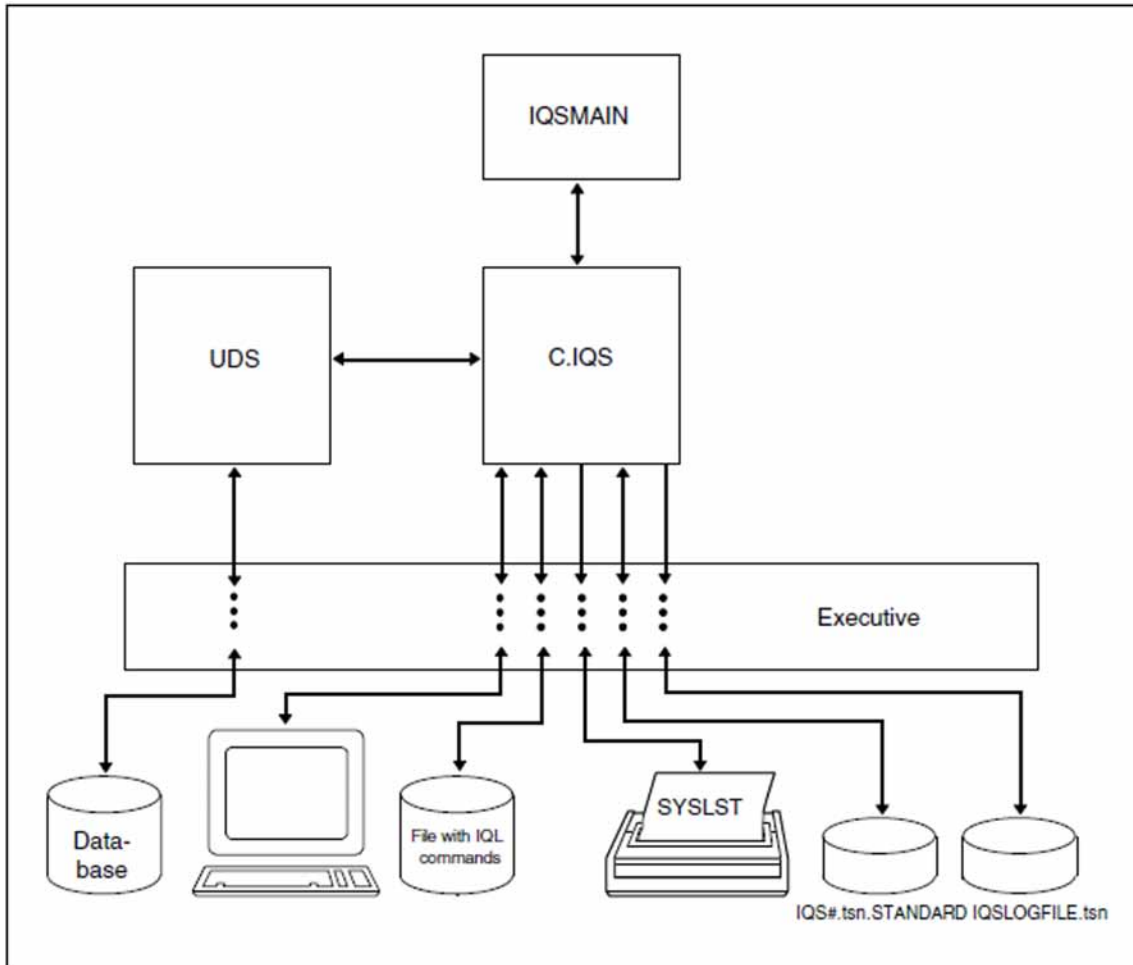 IQSMAIN
UDS
C.IQS
Executive
Data-
base
File with IQL
commands
SYSLST
IQS#.tsn.STANDARD IQSLOGFILE.tsn